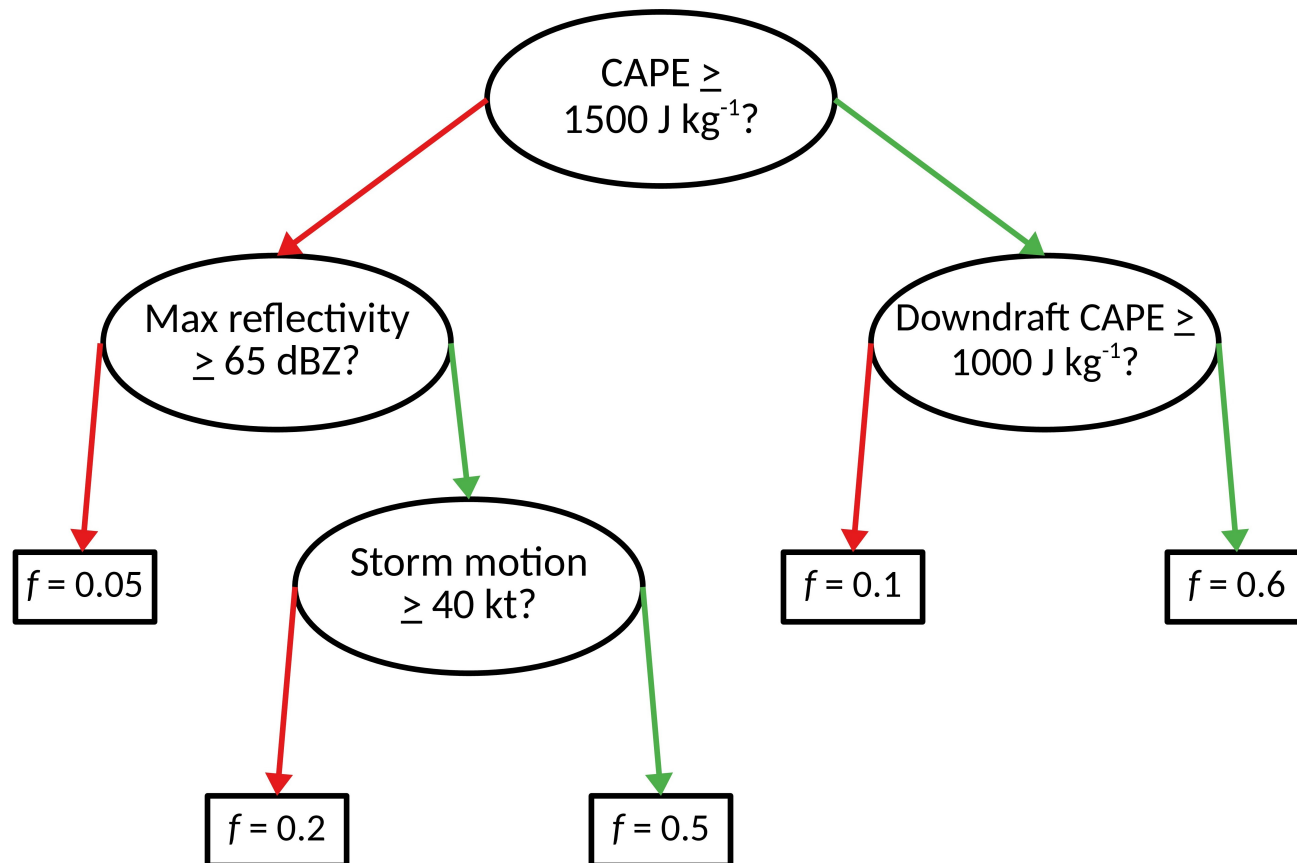 CAPE ≥
1500 J kg⁻¹?
Max reflectivity
≥ 65 dBZ?
Downdraft CAPE ≥
1000 J kg⁻¹?
Storm motion
≥ 40 kt?
f = 0.05
f = 0.1
f = 0.6
f = 0.2
f = 0.5